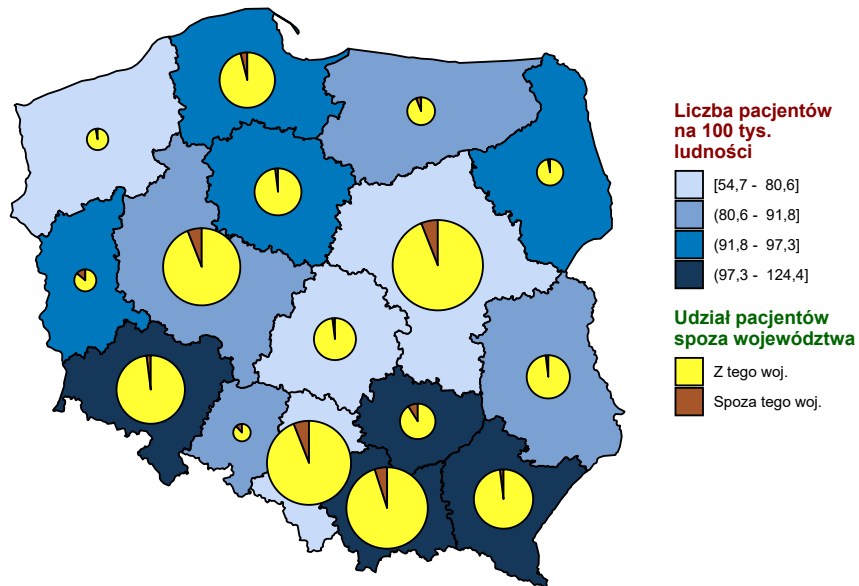 Liczba pacjentów
na 100 tys.
ludności
[54,7 - 80,6]
(80,6 - 91,8]
(91,8 - 97,3]
(97,3 - 124,4]
Udział pacjentów
spoza województwa
Z tego woj.
Spoza tego woj.